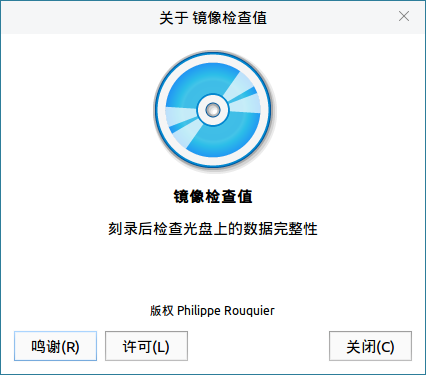 关于 镜像检查值
镜像检查值
刻录后检查光盘上的数据完整性
版权 Philippe Rouquier
鸣谢(R)
许可(L)
关闭(C)